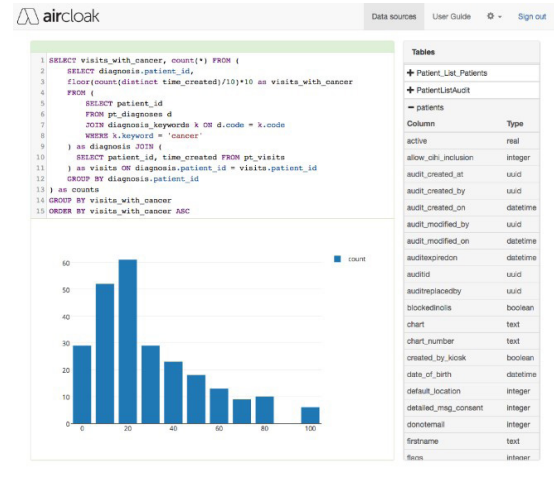 aircloak
Data sources
User Guide
Sign out
1 SELECT visits_with_cancer, count(*) FROM (
2 SELECT diagnosis.patient_id,
3 floor(count(distinct time_created)/10)*10 as visits_with_cancer
4 FROM (
5 SELECT patient_id
6 FROM pt_diagnoses d
7 JOIN diagnosis_keywords k ON d.code = k.code
8 WHERE k.keyword = 'cancer'
9 ) as diagnosis JOIN (
10 SELECT patient_id, time_created FROM pt_visits
11 ) as visits ON diagnosis.patient_id = visits.patient_id
12 GROUP BY diagnosis.patient_id
13 ) as counts
14 GROUP BY visits_with_cancer
15 ORDER BY visits_with_cancer ASC
count
60
50
40
30
20
10
0
0 20 40 60 80 100
Tables
Patient_List_Patients
PatientListAudit
patients
Column Type
active real
allow_cihi_inclusion integer
audit_created_at uuid
audit_created_by uuid
audit_created_on datetime
audit_modified_by uuid
audit_modified_on datetime
auditexpiredon datetime
auditid uuid
auditreplacedby uuid
blockedinolis boolean
chart text
chart_number text
created_by_kiosk boolean
date_of_birth datetime
default_location integer
detailed_msg_consent integer
donotemail integer
firstname text
flags integer